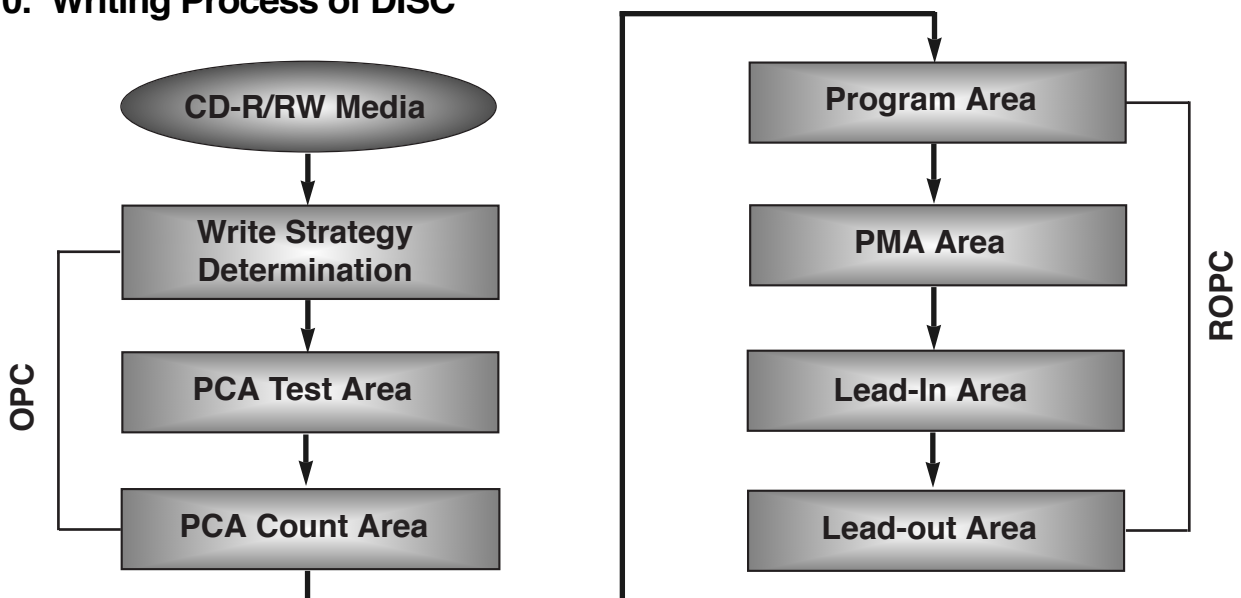 0. Writing Process of DISC
CD-R/RW Media
Write Strategy
Determination
PCA Test Area
PCA Count Area
OPC
Program Area
PMA Area
Lead-In Area
Lead-out Area
ROPC